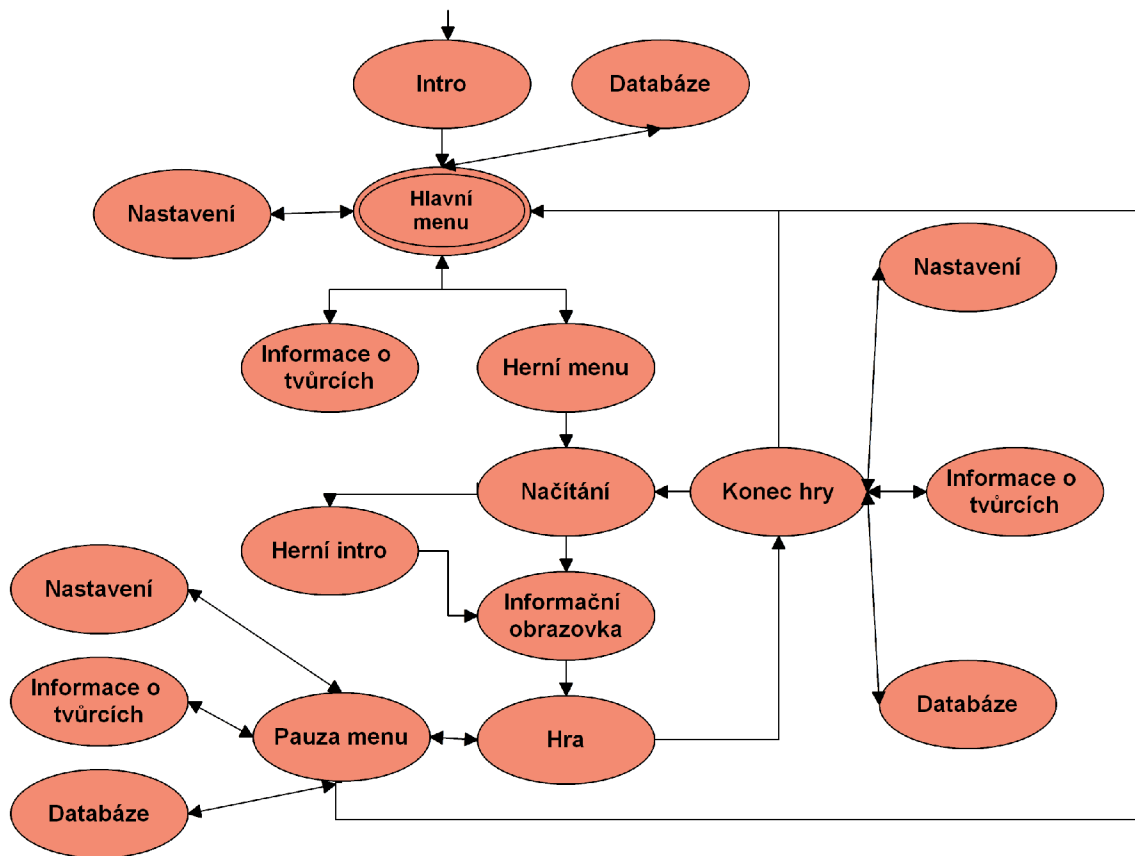 Intro
Databáze
Hlavní
menu
Nastavení
Nastavení
Informace o
tvůrcích
Herní menu
Načítání
Konec hry
Informace o
tvůrcích
Herní intro
Nastavení
Informační
obrazovka
Informace o
tvůrcích
Pauza menu
Hra
Databáze
Databáze